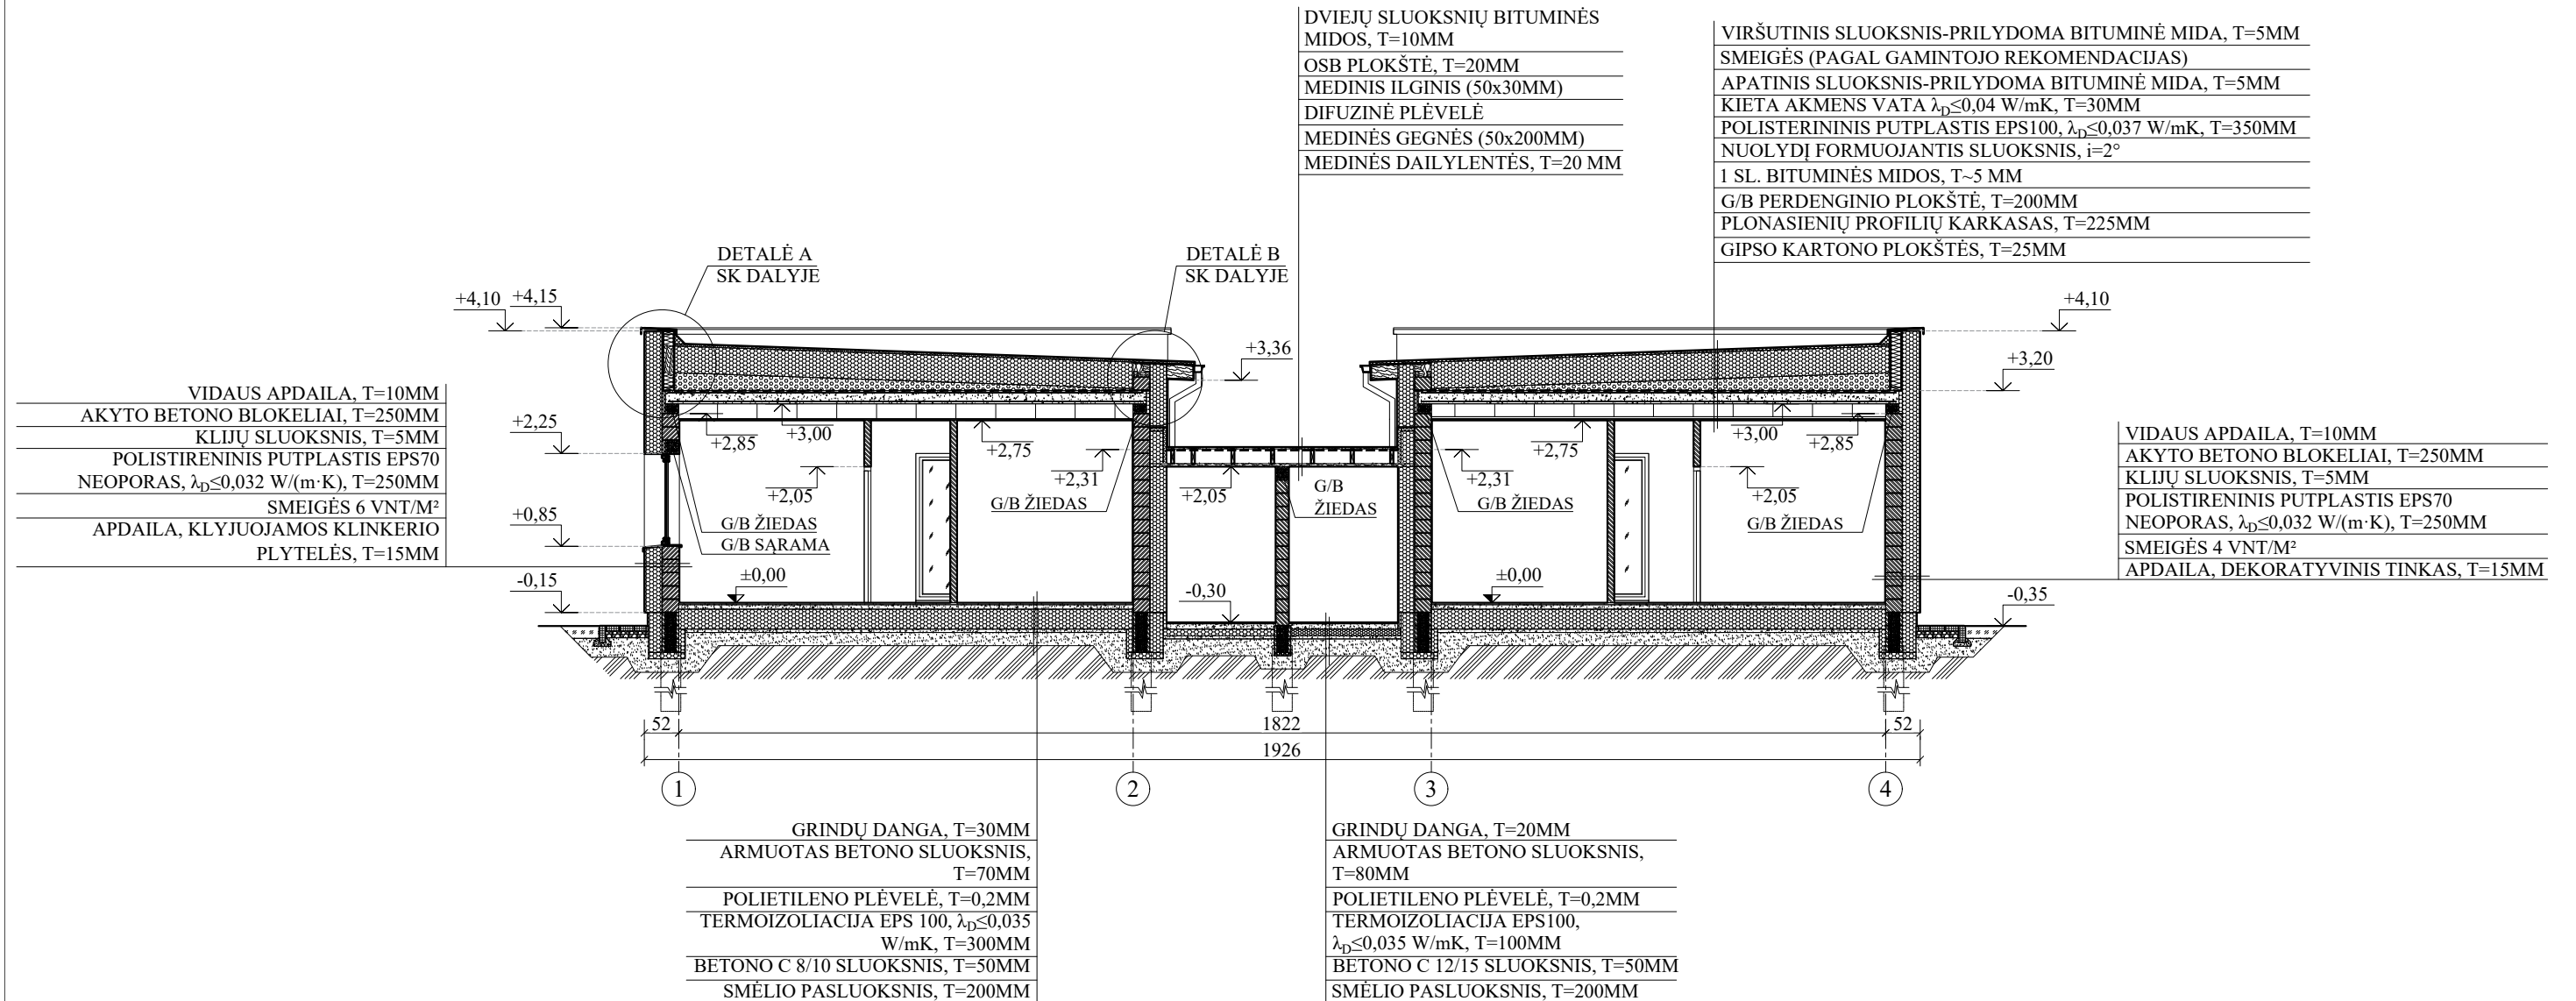 DVIEJŲ SLUOKSNIŲ BITUMINĖS
MIDOS, T=10MM
OSB PLOKŠTĖ, T=20MM
MEDINIS ILGINIS (50x30MM)
DIFUZINĖ PLĖVELĖ
MEDINĖS GEGNĖS (50x200MM)
MEDINĖS DAILYLENTĖS, T=20 MM
VIRŠUTINIS SLUOKSNIS-PRILYDOMA BITUMINĖ MIDA, T=5MM
SMEIGĖS (PAGAL GAMINTOJO REKOMENDACIJAS)
APATINIS SLUOKSNIS-PRILYDOMA BITUMINĖ MIDA, T=5MM
KIETA AKMENS VATA λD≤0,04 W/mK, T=30MM
POLISTERININIS PUTPLASTIS EPS100, λD≤0,037 W/mK, T=350MM
NUOLYDĮ FORMUOJANTIS SLUOKSNIS, i=2°
1 SL. BITUMINĖS MIDOS, T~5 MM
G/B PERDENGINIO PLOKŠTĖ, T=200MM
PLONASIENIŲ PROFILIŲ KARKASAS, T=225MM
GIPSO KARTONO PLOKŠTĖS, T=25MM
DETALĖ A
SK DALYJE
DETALĖ B
SK DALYJE
+4,10
+4,15
+3,36
+4,10
+3,20
VIDAUS APDAILA, T=10MM
AKYTO BETONO BLOKELIAI, T=250MM
KLIJŲ SLUOKSNIS, T=5MM
POLISTIRENINIS PUTPLASTIS EPS70
NEOPORAS, λD≤0,032 W/(m·K), T=250MM
SMEIGĖS 6 VNT/M²
APDAILA, KLYJUOJAMOS KLINKERIO
PLYTELĖS, T=15MM
+2,25
+0,85
-0,15
+2,85
+3,00
+2,75
+2,31
+2,05
+2,05
+2,31
+2,75
+3,00
+2,85
+2,05
G/B ŽIEDAS
G/B SĄRAMA
G/B ŽIEDAS
G/B
ŽIEDAS
G/B ŽIEDAS
G/B ŽIEDAS
±0,00
-0,30
±0,00
-0,35
VIDAUS APDAILA, T=10MM
AKYTO BETONO BLOKELIAI, T=250MM
KLIJŲ SLUOKSNIS, T=5MM
POLISTIRENINIS PUTPLASTIS EPS70
NEOPORAS, λD≤0,032 W/(m·K), T=250MM
SMEIGĖS 4 VNT/M²
APDAILA, DEKORATYVINIS TINKAS, T=15MM
52
1822
52
1926
1
2
3
4
GRINDŲ DANGA, T=30MM
ARMUOTAS BETONO SLUOKSNIS,
T=70MM
POLIETILENO PLĖVELĖ, T=0,2MM
TERMOIZOLIACIJA EPS 100, λD≤0,035
W/mK, T=300MM
BETONO C 8/10 SLUOKSNIS, T=50MM
SMĖLIO PASLUOKSNIS, T=200MM
GRINDŲ DANGA, T=20MM
ARMUOTAS BETONO SLUOKSNIS,
T=80MM
POLIETILENO PLĖVELĖ, T=0,2MM
TERMOIZOLIACIJA EPS100,
λD≤0,035 W/mK, T=100MM
BETONO C 12/15 SLUOKSNIS, T=50MM
SMĖLIO PASLUOKSNIS, T=200MM